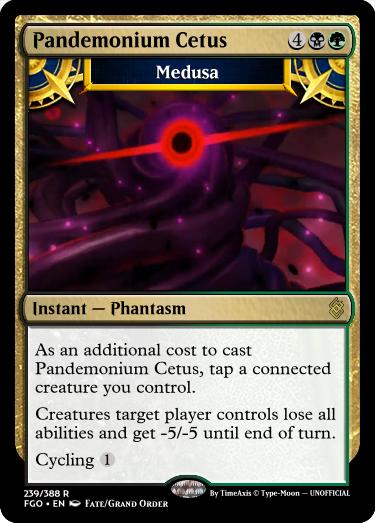 Pandemonium Cetus 4
Medusa
Instant — Phantasm
As an additional cost to cast
Pandemonium Cetus, tap a connected
creature you control.
Creatures target player controls lose all
abilities and get -5/-5 until end of turn.
Cycling 1
239/388 R
FGO • EN FATE/GRAND ORDER
By TimeAxis © Type-Moon — UNOFFICIAL